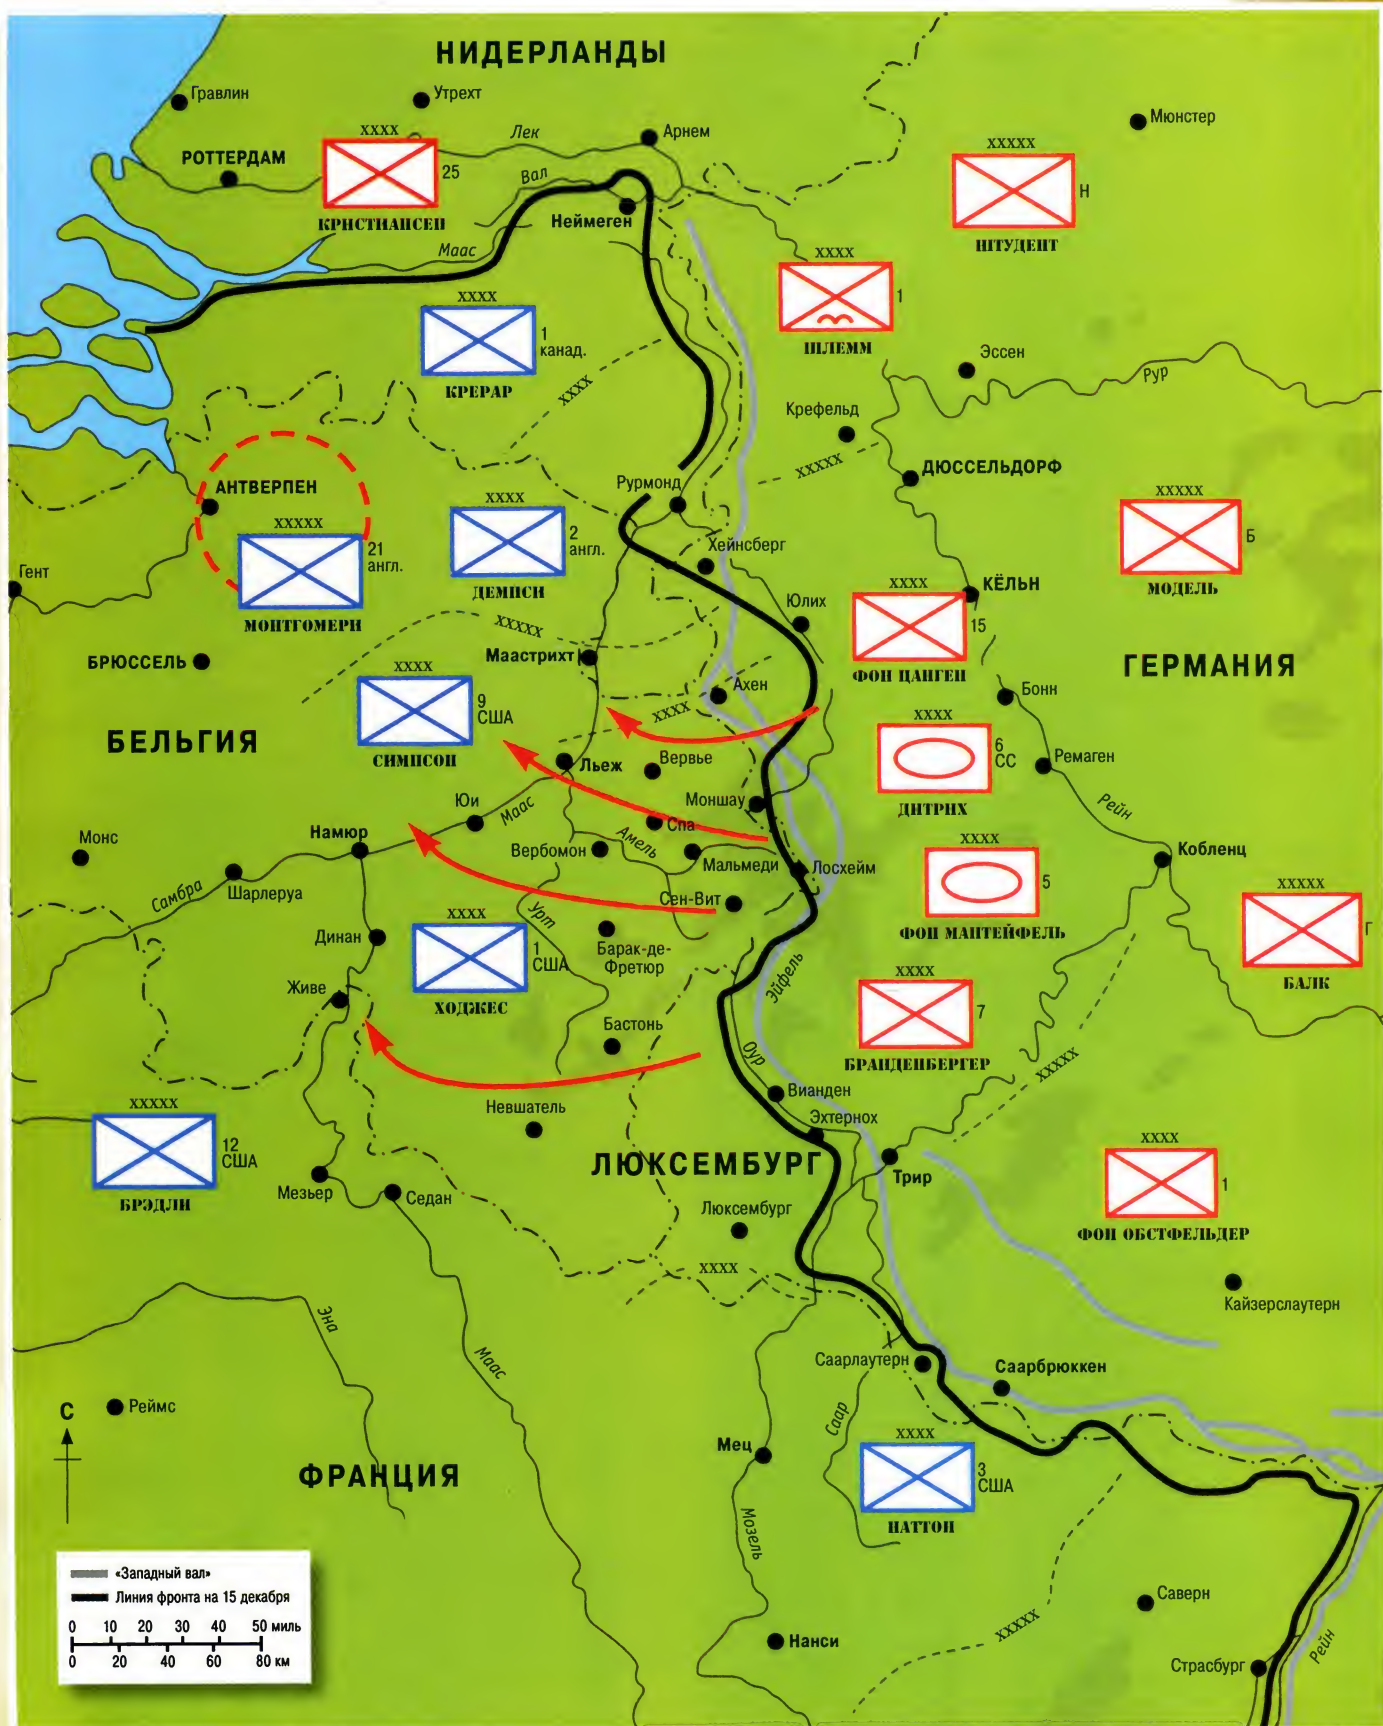 НИДЕРЛАНДЫ
Гравлин
Утрехт
Мюнстер
XXXX
Лек
Арнем
XXXXX
РОТТЕРДАМ
25
Вал
Н
КРИСТИАНСЕН
Неймеген
ШТУДЕНТ
Маас
XXXX
1
ШЛЕММ
XXXX
1
канад.
КРЕРАР
XXXX
Эссен
Рур
Крефельд
XXXXX
ДЮССЕЛЬДОРФ
АНТВЕРПЕН
Рурмонд
XXXX
XXXXX
XXXXX
21
англ.
2
англ.
Б
Хейнсберг
МОДЕЛЬ
Гент
ДЕМПСИ
XXXX
КЁЛЬН
МОНТГОМЕРИ
XXXXX
Юлих
15
БРЮССЕЛЬ
Маастрихт
ФОН ЦАНГЕН
ГЕРМАНИЯ
XXXX
9
США
Ахен
Бонн
XXXX
XXXX
БЕЛЬГИЯ
СИМПСОН
6
СС
Льеж
Вервье
Ремаген
ДИТРИХ
Юи
Маас
Моншау
Рейн
Монс
Намюр
Спа
Амель
XXXX
Вербомон
Мальмеди
Лосхейм
Кобленц
Самбра
Шарлеруа
5
XXXXX
Сен-Вит
Г
XXXX
Урт
ФОН МАНТЕЙФЕЛЬ
Динан
1
США
Барак-де-
Фретюр
Эйфель
XXXX
БАЛК
Живе
ХОДЖЕС
7
Бастонь
Оур
БРАНДЕНБЕРГЕР
XXXXX
XXXXX
Невшатель
Вианден
Эхтернох
12
США
XXXX
ЛЮКСЕМБУРГ
Трир
БРЭДЛИ
Мезьер
Седан
1
Люксембург
ФОН ОБСТФЕЛЬДЕР
XXXX
Кайзерслаутерн
Эна
Маас
Саарлаутерн
Саарбрюккен
С
Реймс
Саар
XXXX
Мец
ФРАНЦИЯ
3
США
Мозель
ПАТТОН
«Западный вал»
Линия фронта на 15 декабря
0 10 20 30 40 50 миль
0 20 40 60 80 км
Саверн
XXXXX
Нанси
Страсбург
Рейн